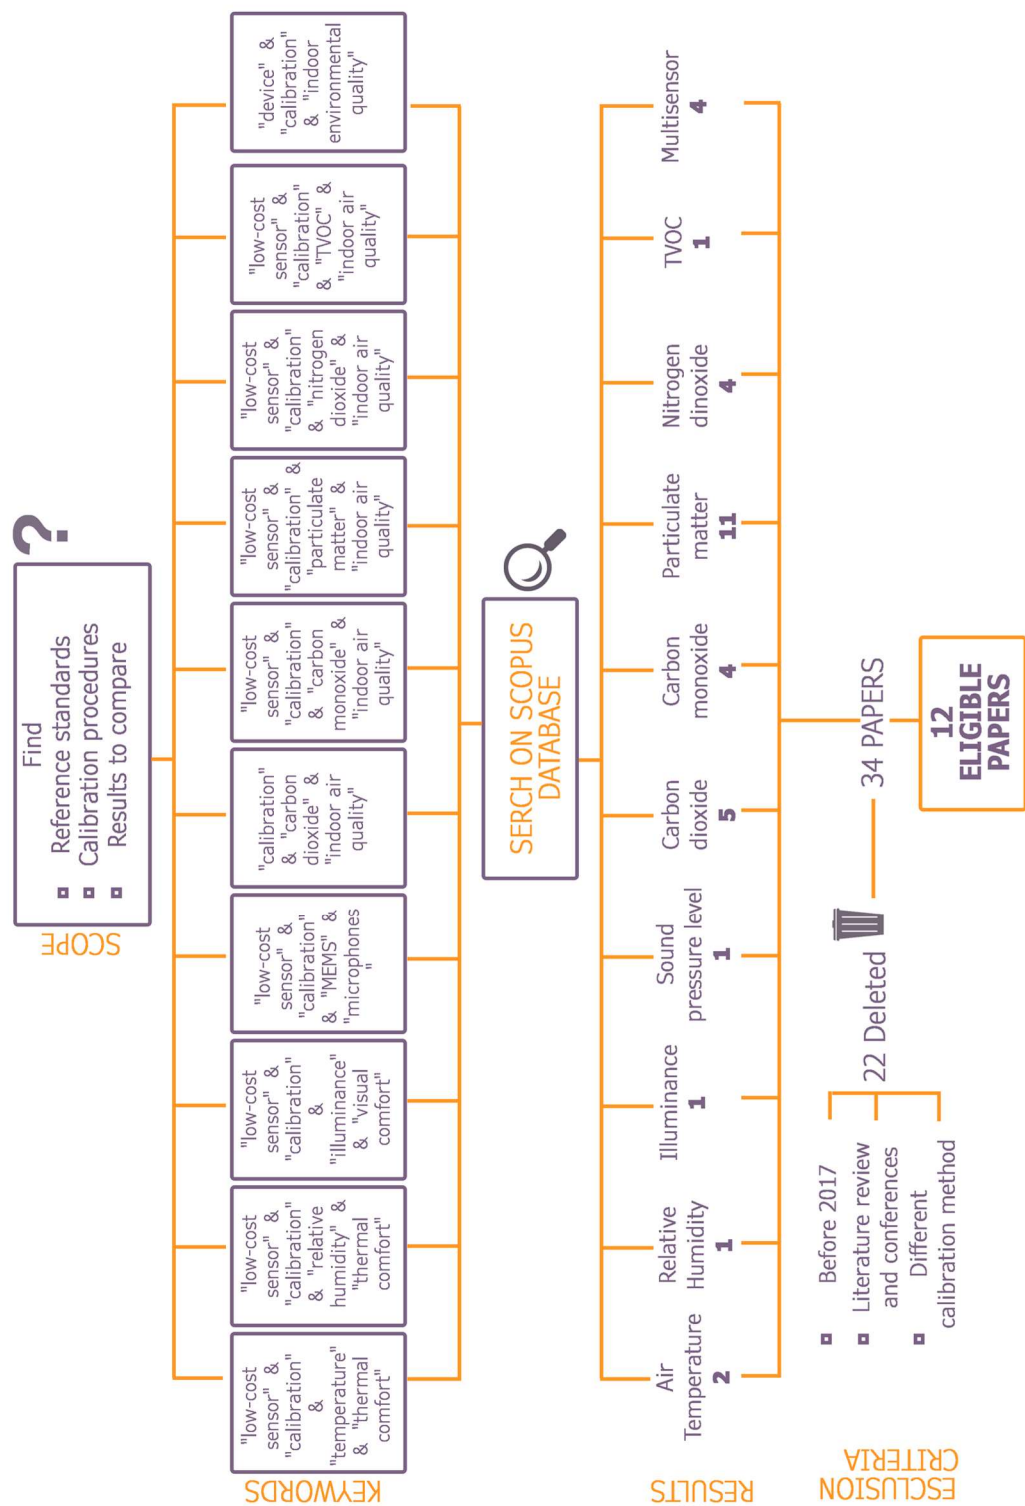 SCOPE
Find
Reference standards
Calibration procedures
Results to compare
?
KEYWORDS
"low-cost
sensor" &
"calibration"
&
"temperature"
& "thermal
comfort"
"low-cost
sensor" &
"calibration"
& "relative
humidity" &
"thermal
comfort"
"low-cost
sensor" &
"calibration"
&
"illuminance"
& "visual
comfort"
"low-cost
sensor" &
"calibration"
& "MEMS" &
"microphones
"
"calibration"
& "carbon
dioxide" &
"indoor air
quality"
"low-cost
sensor" &
"calibration"
& "carbon
monoxide" &
"indoor air
quality"
"low-cost
sensor" &
"calibration" &
"particulate
matter" &
"indoor air
quality"
"low-cost
sensor" &
"calibration"
& "nitrogen
dioxide" &
"indoor air
quality"
"low-cost
sensor" &
"calibration"
& "TVOC" &
"indoor air
quality"
"device" &
"calibration"
& "indoor
environmental
quality"
SERCH ON SCOPUS
DATABASE
RESULTS
Air
Temperature
2
Relative
Humidity
1
Illuminance
1
Sound
pressure level
1
Carbon
dioxide
5
Carbon
monoxide
4
Particulate
matter
11
Nitrogen
dinoxide
4
TVOC
1
Multisensor
4
ESCLUSION
CRITERIA
Before 2017
Literature review
and conferences
Different
calibration method
22 Deleted
34 PAPERS
12
ELIGIBLE
PAPERS